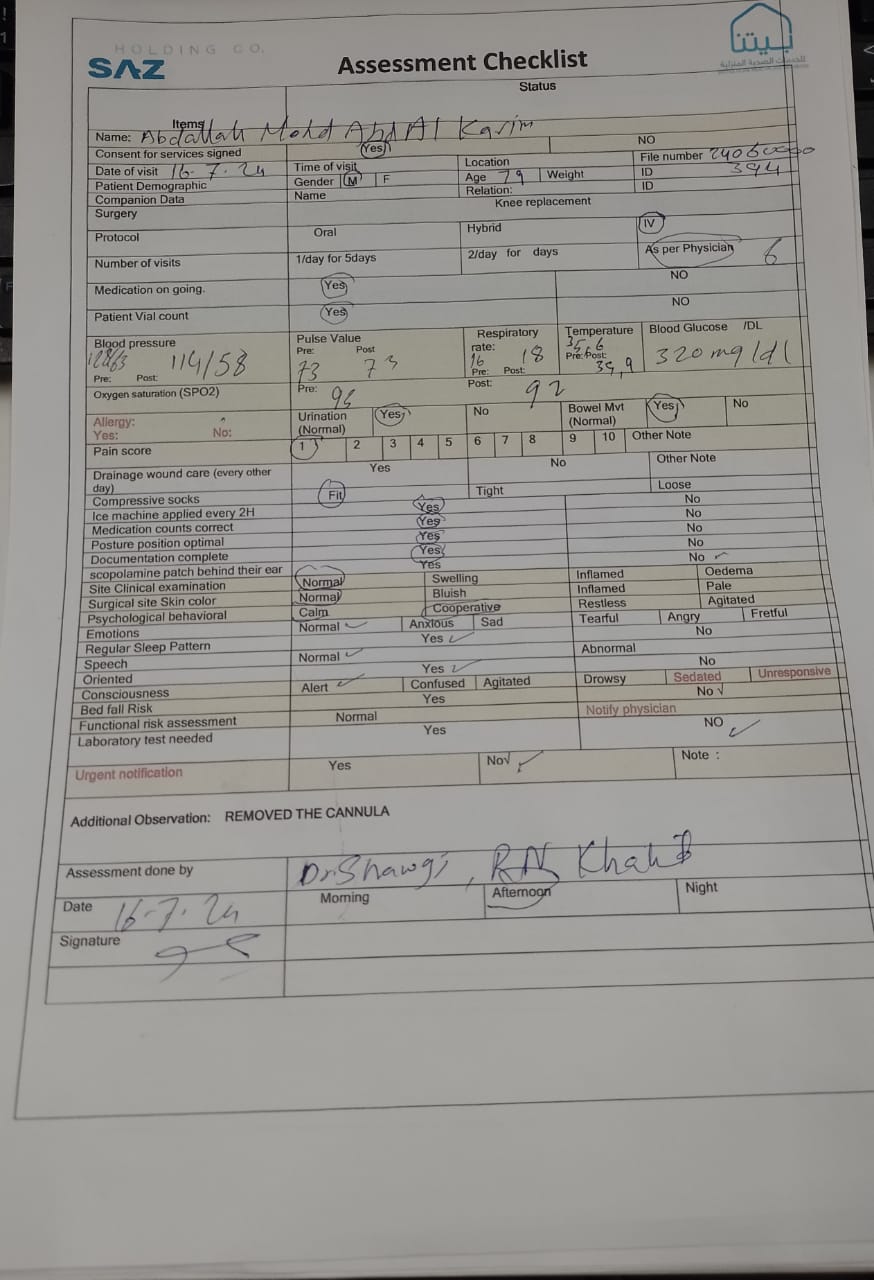 HOLDING CO.
SAZ
Assessment Checklist
بيتنا
للخدمات الصحية المنزلية
Items Status
Name: Abdallah Mohd Abd Al Karim
Consent for services signed Yes NO
Date of visit 16-7-24 Time of visit Location File number
Patient Demographic Gender M F Age 79 Weight ID 394
Companion Data Name Relation: ID
Surgery Knee replacement
Protocol Oral Hybrid IV
Number of visits 1/day for 5days 2/day for days As per Physician 6
Medication on going. Yes NO
Patient Vial count Yes NO
Blood pressure Pulse Value Respiratory rate: Temperature Blood Glucose /DL
Pre: Post: 114/58 Pre: 73 Post 73 Pre: 16 Post: 18 Pre: 35,6 Post: 320 mg/dl
Oxygen saturation (SPO2) Pre: Post: 92
Allergy: Yes: No: Urination (Normal) Yes No Bowel Mvt (Normal) Yes No
Pain score 1 2 3 4 5 6 7 8 9 10 Other Note
Drainage wound care (every other day) Yes No Other Note
Compressive socks Fit Tight Loose
Ice machine applied every 2H Yes No
Medication counts correct Yes No
Posture position optimal Yes No
Documentation complete Yes No
scopolamine patch behind their ear Yes No
Site Clinical examination Normal Swelling Inflamed Oedema
Surgical site Skin color Normal Bluish Inflamed Pale
Psychological behavioral Calm Cooperative Restless Agitated
Emotions Normal Anxious Sad Tearful Angry Fretful
Regular Sleep Pattern Yes No
Speech Normal Abnormal
Oriented Yes No
Consciousness Alert Confused Agitated Drowsy Sedated Unresponsive
Bed fall Risk Yes No √
Functional risk assessment Normal Notify physician
Laboratory test needed Yes NO
Urgent notification Yes No√ Note :
Additional Observation: REMOVED THE CANNULA
Assessment done by Dr.Shawgi, RN Khalid
Date 16-7-24 Morning Afternoon Night
Signature